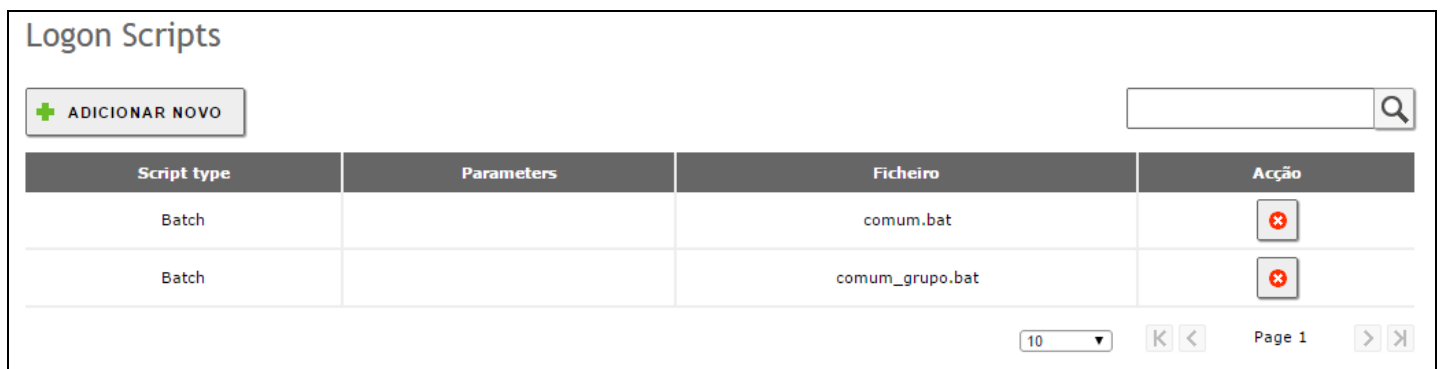 Logon Scripts
ADICIONAR NOVO
Script type Parameters Ficheiro Acção
Batch comum.bat
Batch comum_grupo.bat
10 Page 1